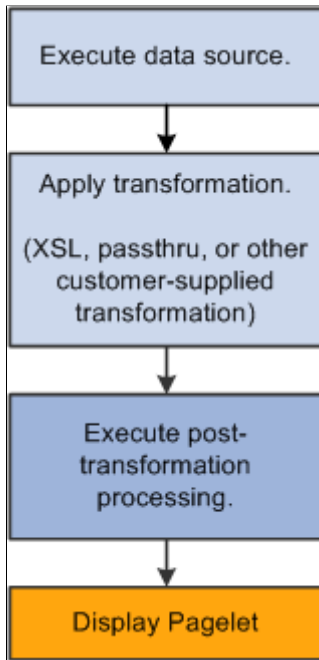 Execute data source.
Apply transformation.
(XSL, passthru, or other
customer-supplied
transformation)
Execute post-
transformation
processing.
Display Pagelet